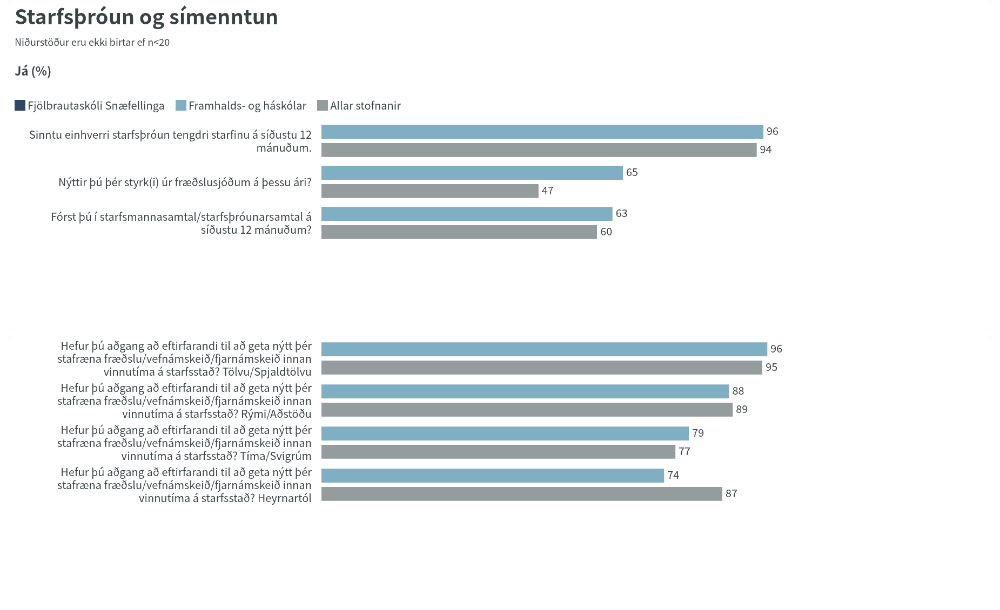 Starfsþróun og símenntun
Niðurstöður eru ekki birtar ef n<20
Já (%)
Fjölbrautaskóli Snæfellinga Framhalds- og háskólar Allar stofnanir
Sinntu einhverri starfsþróun tengdri starfinu á síðustu 12
mánuðum.
96
94
Nýttir þú þér styrk(i) úr fræðslusjóðum á þessu ári?
65
47
Fórst þú í starfsmannasamtal/starfsþróunarsamtal á
síðustu 12 mánuðum?
63
60
Hefur þú aðgang að eftirfarandi til að geta nýtt þér
stafræna fræðslu/vefnámskeið/fjarnámskeið innan
vinnutíma á starfsstað? Tölvu/Spjaldtölvu
96
95
Hefur þú aðgang að eftirfarandi til að geta nýtt þér
stafræna fræðslu/vefnámskeið/fjarnámskeið innan
vinnutíma á starfsstað? Rými/Aðstöðu
88
89
Hefur þú aðgang að eftirfarandi til að geta nýtt þér
stafræna fræðslu/vefnámskeið/fjarnámskeið innan
vinnutíma á starfsstað? Tíma/Svigrúm
79
77
Hefur þú aðgang að eftirfarandi til að geta nýtt þér
stafræna fræðslu/vefnámskeið/fjarnámskeið innan
vinnutíma á starfsstað? Heyrnartól
74
87